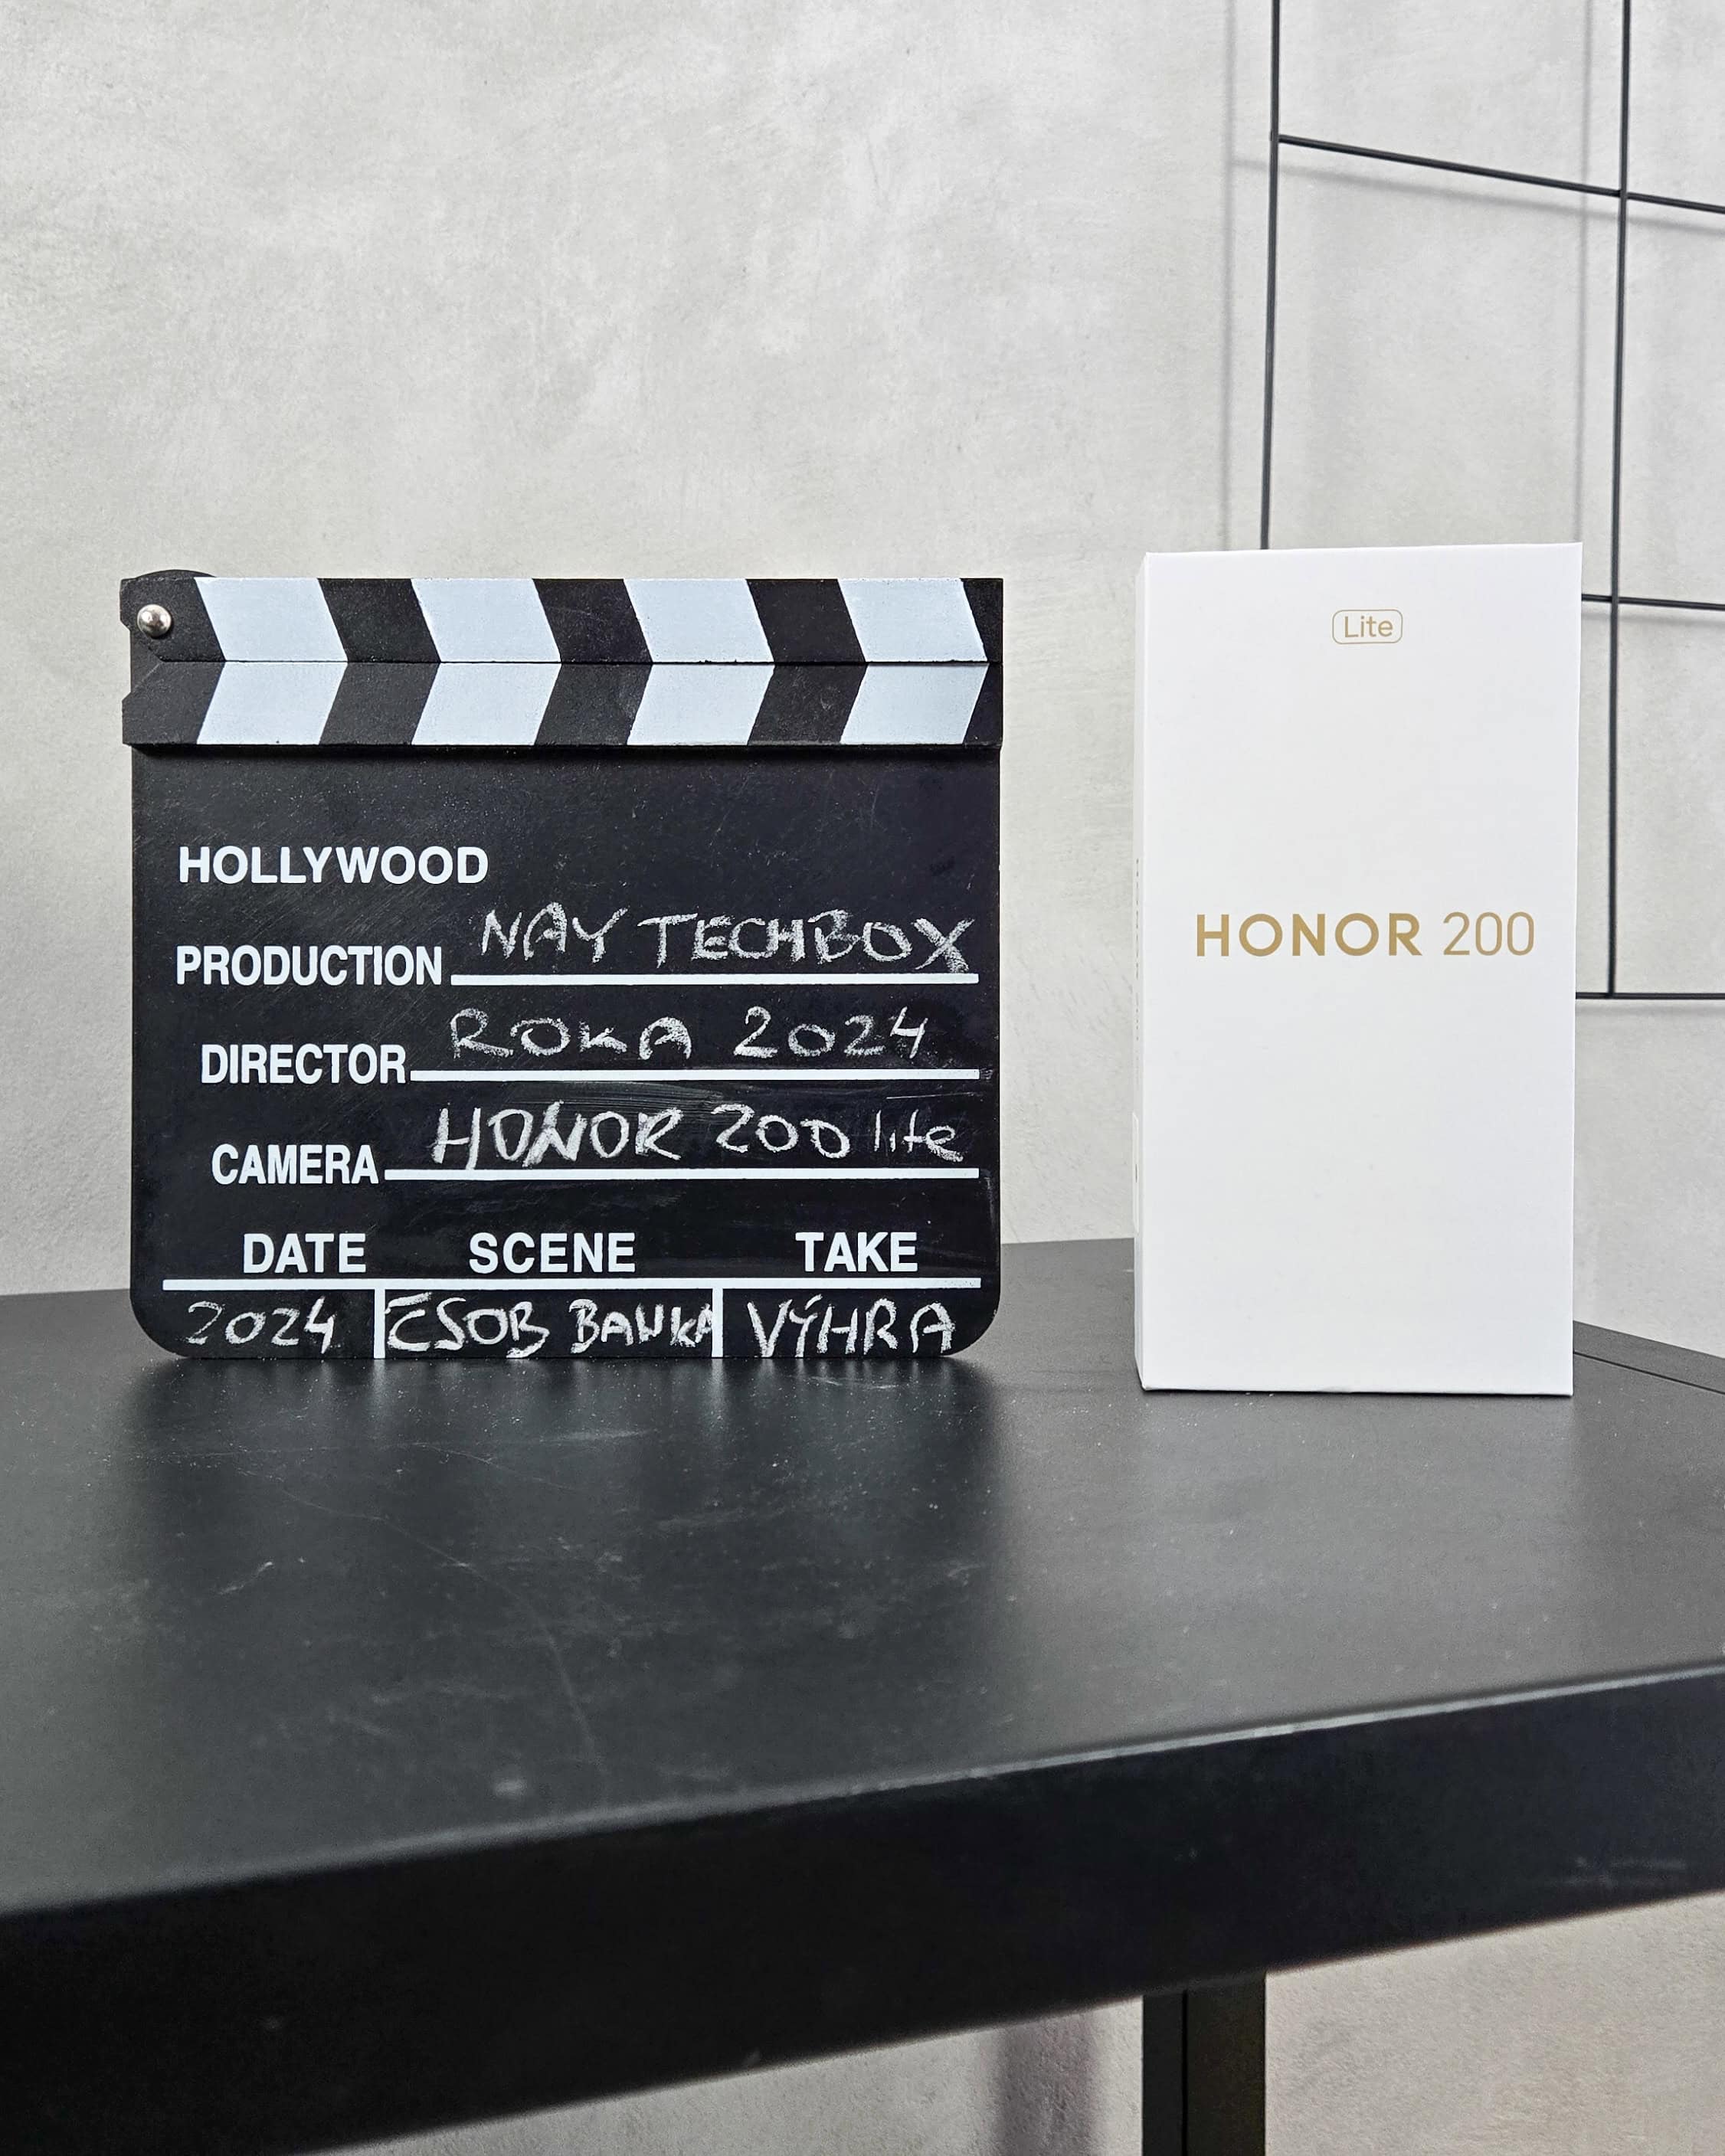 HOLLYWOOD
PRODUCTION NAY TECHBOX
DIRECTOR ROKA 2024
CAMERA HONOR 200 lite
DATE SCENE TAKE
2024 ČSOB BANKA VÝHRA
Lite
HONOR 200